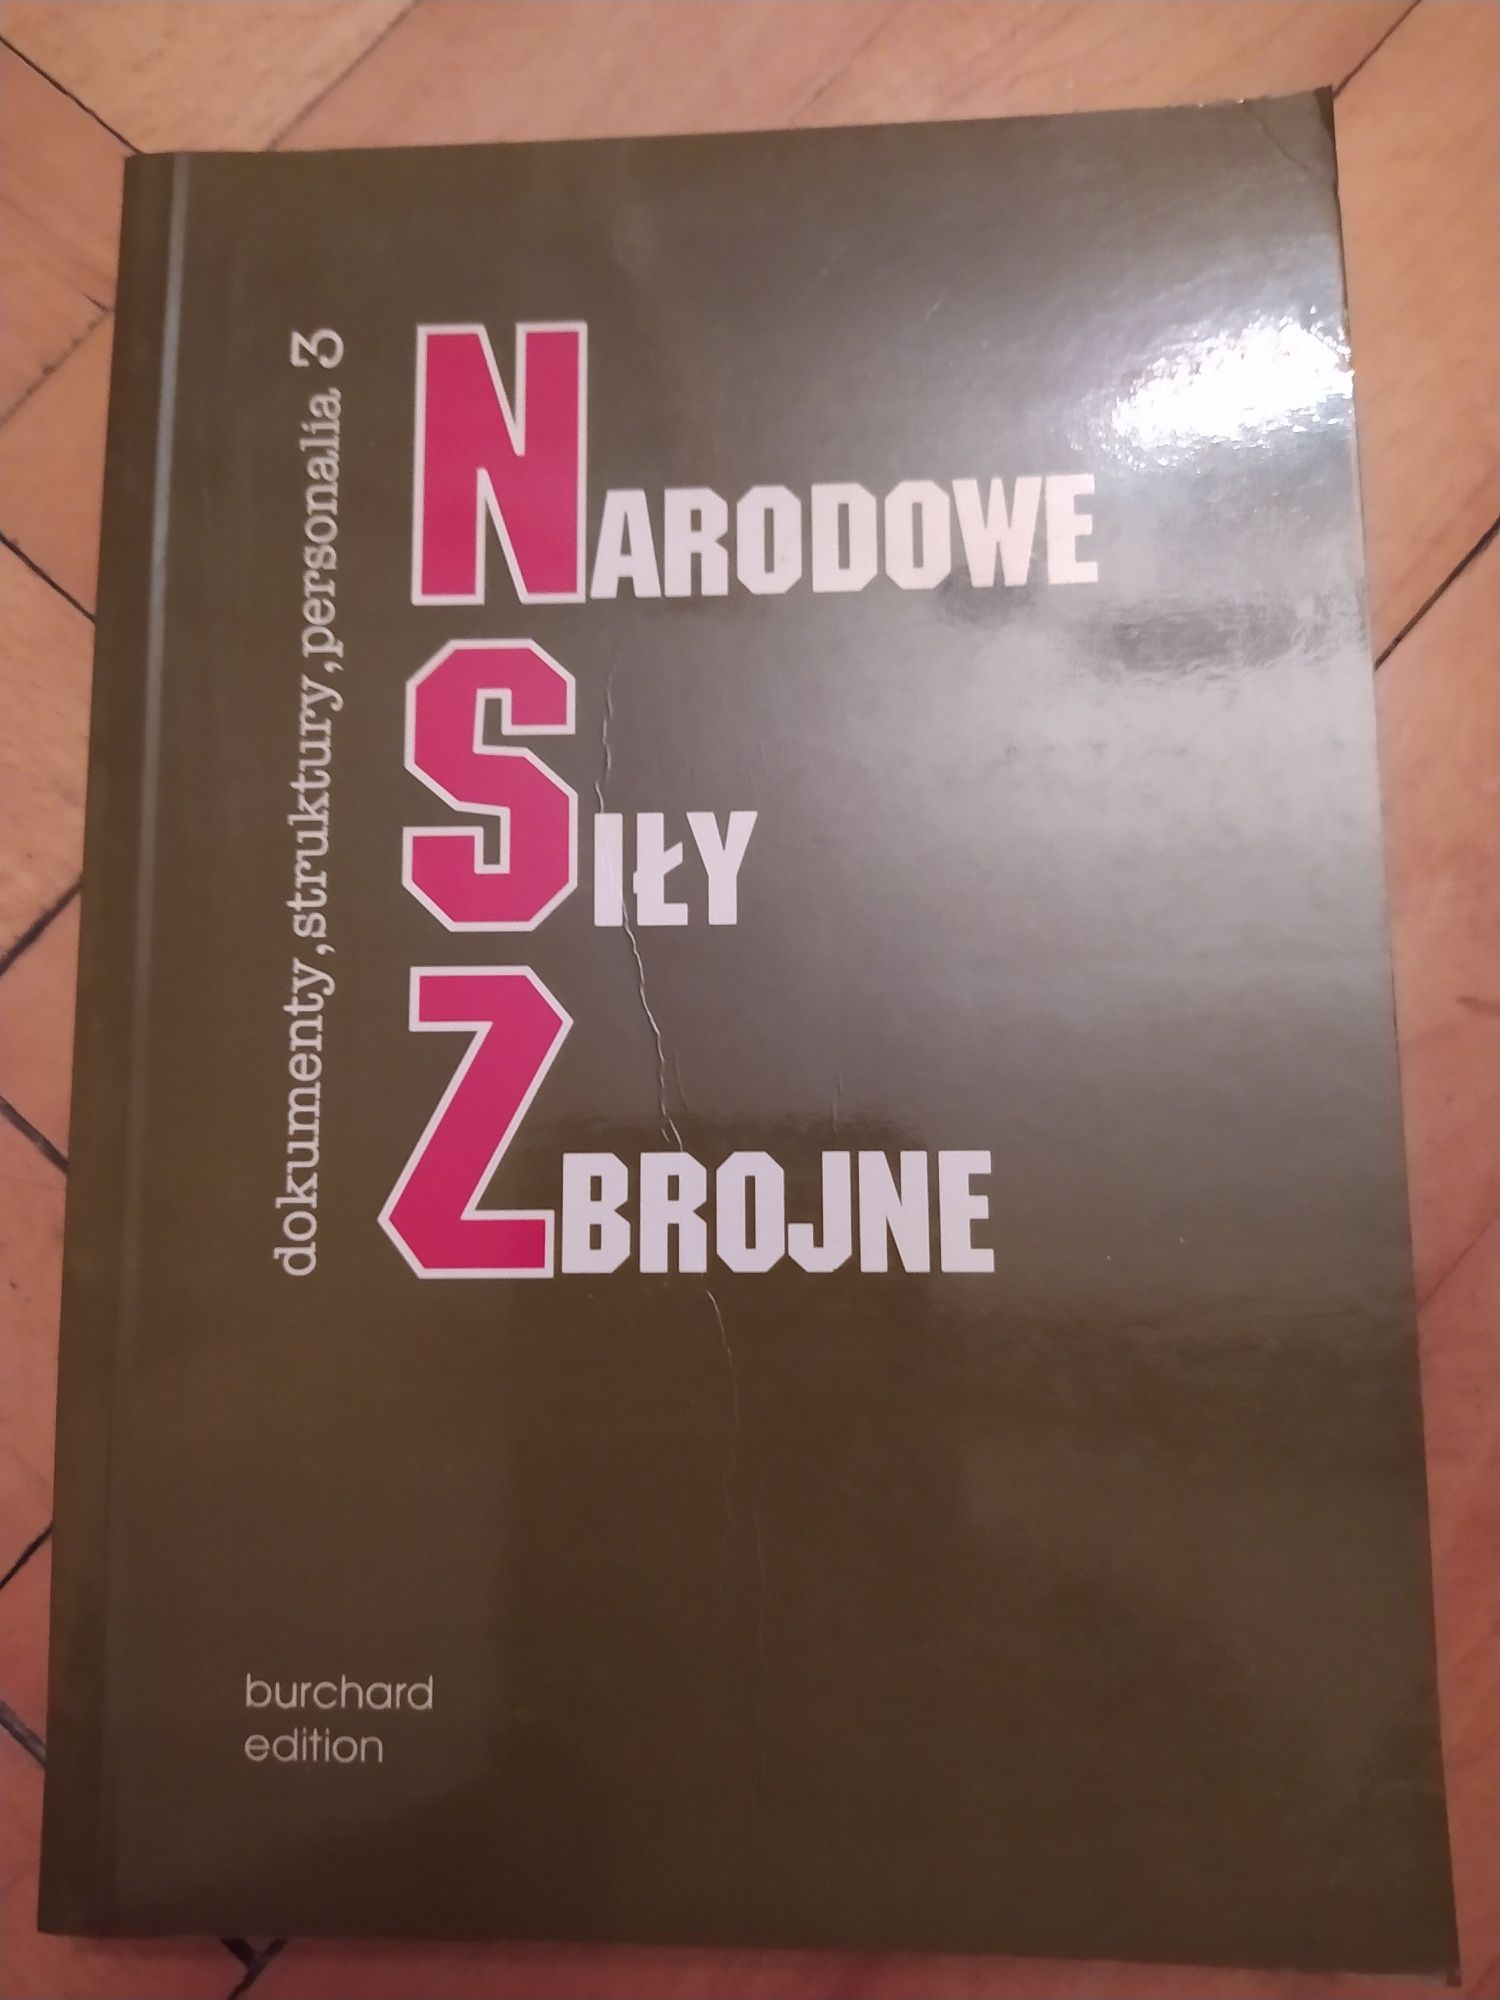 dokumenty, struktury, personalia 3
NARODOWE
SIŁY
ZBROJNE
burchard
edition